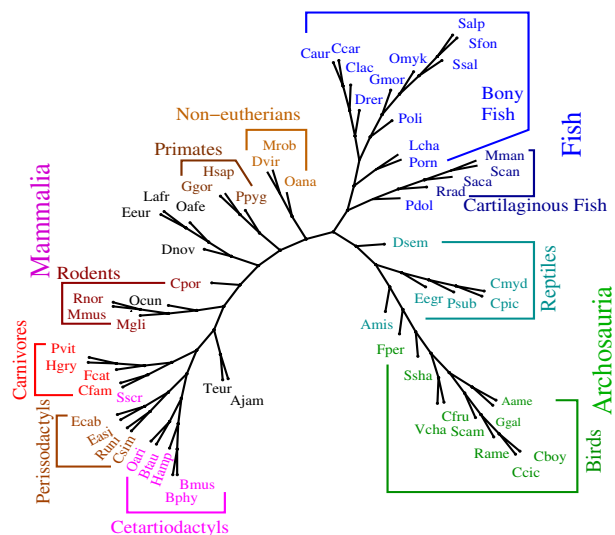 Salp
Sfon
Caur
Ccar
Clac
Omyk
Ssal
Gmor
Drer
Bony
Fish
Poli
Fish
Non−eutherians
Mrob
Dvir
Oana
Lcha
Porn
Mman
Scan
Saca
Rrad
Pdol
Cartilaginous Fish
Primates
Hsap
Ggor
Ppyg
Mammalia
Lafr
Oafe
Eeur
Dnov
Dsem
Reptiles
Rodents
Cpor
Rnor
Ocun
Mmus
Mgli
Eegr
Cmyd
Psub
Cpic
Amis
Archosauria
Carnivores
Pvit
Hgry
Fcat
Cfam
Sscr
Teur
Ajam
Fper
Ssha
Aame
Cfru
Ggal
Vcha
Scam
Rame
Cboy
Ccic
Birds
Perissodactyls
Ecab
Easi
Runi
Csim
Oari
Btau
Hamp
Bmus
Bphy
Cetartiodactyls